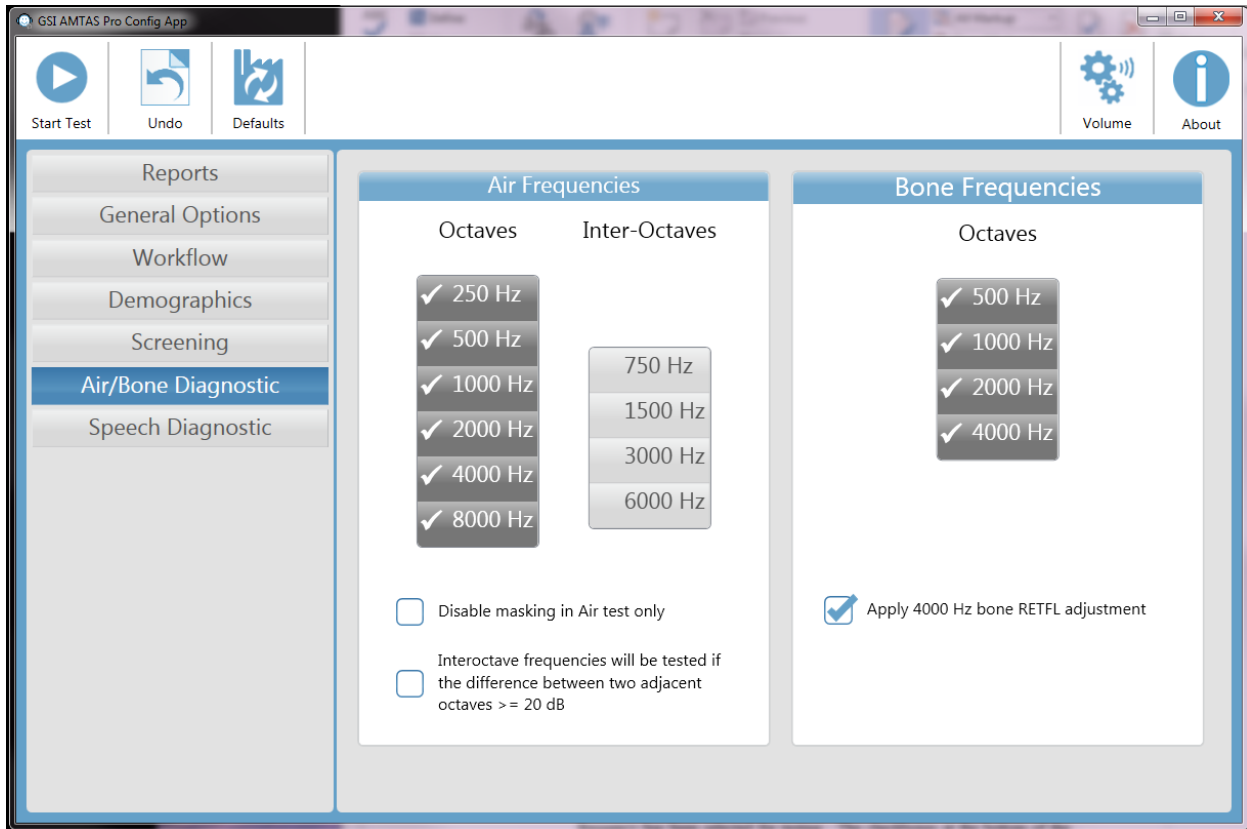 GSI AMTAS Pro Config App
Start Test
Undo
Defaults
Volume
About
Reports
General Options
Workflow
Demographics
Screening
Air/Bone Diagnostic
Speech Diagnostic
Air Frequencies
Octaves
Inter-Octaves
250 Hz
500 Hz
1000 Hz
2000 Hz
4000 Hz
8000 Hz
750 Hz
1500 Hz
3000 Hz
6000 Hz
Disable masking in Air test only
Interoctave frequencies will be tested if
the difference between two adjacent
octaves >= 20 dB
Bone Frequencies
Octaves
500 Hz
1000 Hz
2000 Hz
4000 Hz
Apply 4000 Hz bone RETFL adjustment